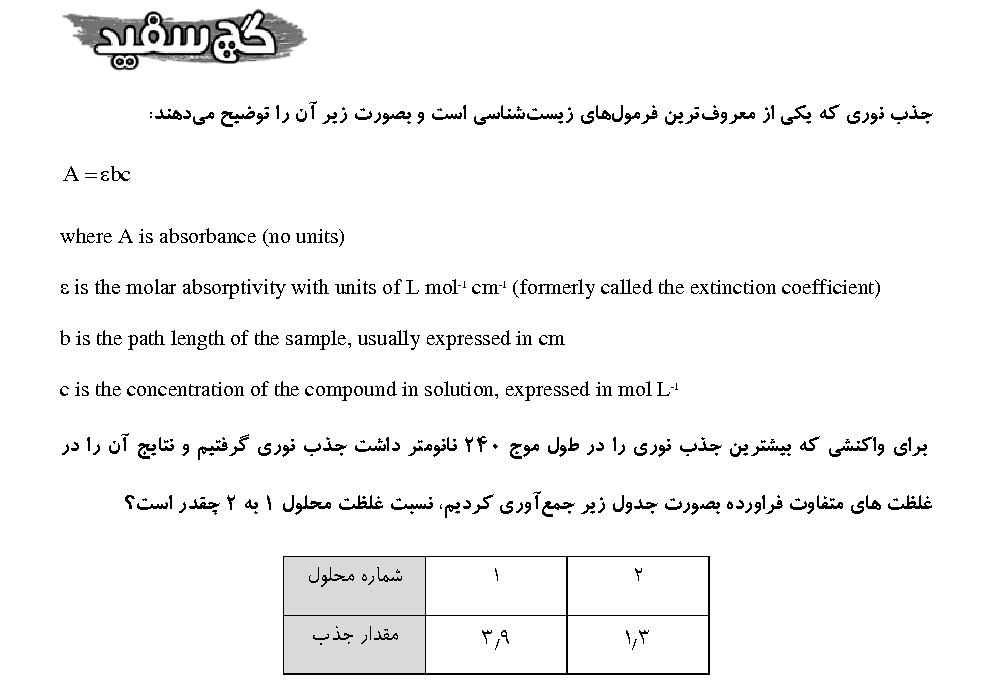 گچ سفید
جذب نوری که یکی از معروف‌ترین فرمول‌های زیست‌شناسی است و بصورت زیر آن را توضیح می‌دهند:
A = εbc
where A is absorbance (no units)
ε is the molar absorptivity with units of L mol⁻¹ cm⁻¹ (formerly called the extinction coefficient)
b is the path length of the sample, usually expressed in cm
c is the concentration of the compound in solution, expressed in mol L⁻¹
برای واکنشی که بیشترین جذب نوری را در طول موج ۲۴۰ نانومتر داشت جذب نوری گرفتیم و نتایج آن را در
غلظت های متفاوت فراورده بصورت جدول زیر جمع‌آوری کردیم، نسبت غلظت محلول ۱ به ۲ چقدر است؟
شماره محلول ۱ ۲
مقدار جذب ۳٫۹ ۱٫۳